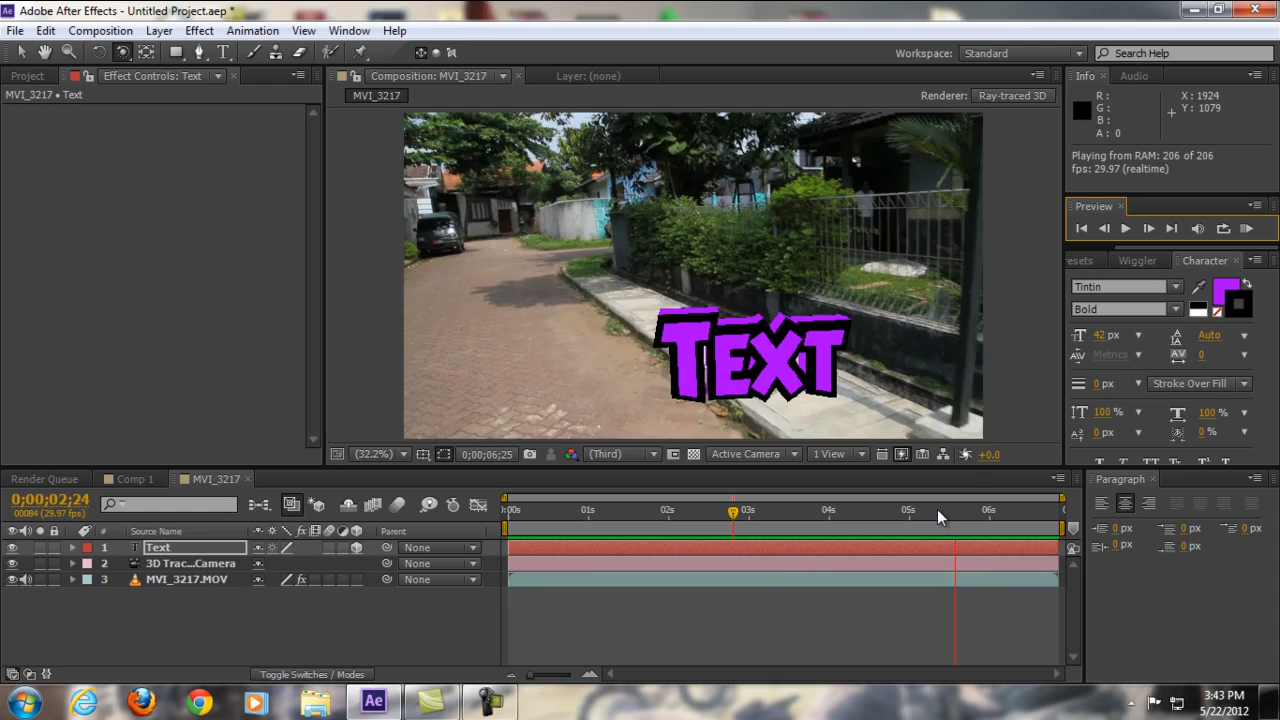 Adobe After Effects - Untitled Project.aep *
File Edit Composition Layer Effect Animation View Window Help
Workspace: Standard Search Help
Project Effect Controls: Text Composition: MVI_3217 Layer: (none) Info Audio
MVI_3217 • Text
MVI_3217 Renderer: Ray-traced 3D
R :
G :
B :
A : 0
X : 1924
Y : 1079
Playing from RAM: 206 of 206
fps: 29.97 (realtime)
Preview
resets Wiggler Character
Tintin
Bold
42 px Auto
Metrics 0
0 px Stroke Over Fill
100 % 100 %
0 px 0 %
TEXT
(32.2%) 0;00;06;25 (Third) Active Camera 1 View +0.0
Render Queue Comp 1 MVI_3217 Paragraph
0;00;02;24
00084 (29.97 fps)
0:00s 01s 02s 03s 04s 05s 06s
# Source Name Parent
1 T Text None
2 3D Trac...Camera None
3 MVI_3217.MOV fx None
0 px 0 px 0 px
0 px 0 px
Toggle Switches / Modes
Ae
3:43 PM
5/22/2012